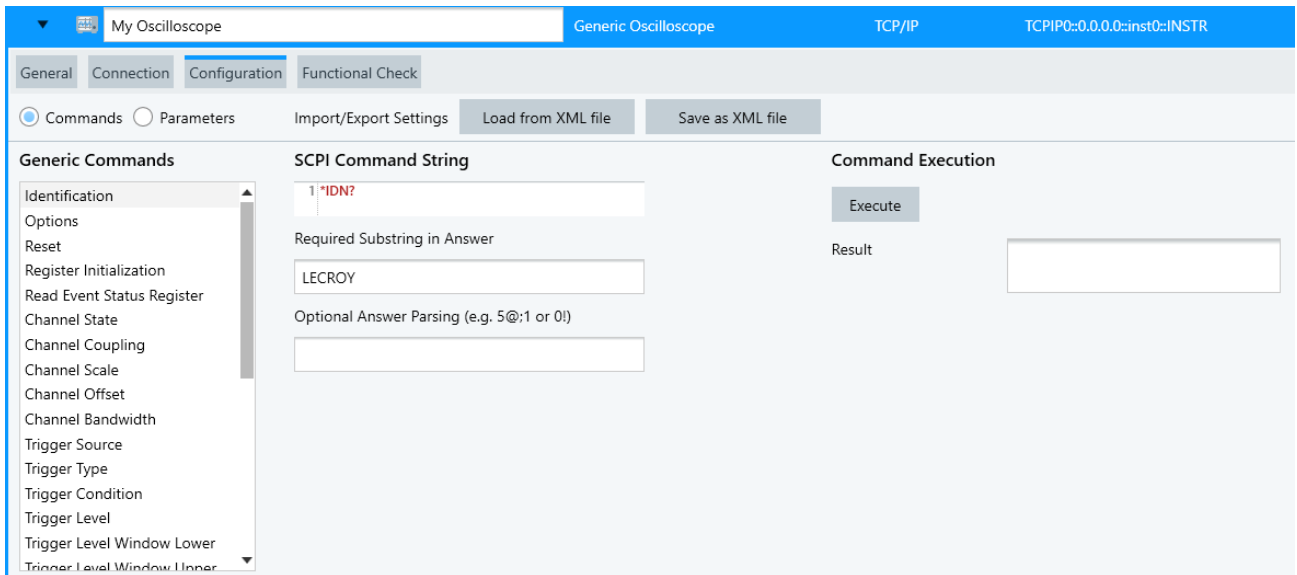 My Oscilloscope Generic Oscilloscope TCP/IP TCPIP0::0.0.0.0::inst0::INSTR
General Connection Configuration Functional Check
Commands Parameters Import/Export Settings Load from XML file Save as XML file
Generic Commands
Identification
Options
Reset
Register Initialization
Read Event Status Register
Channel State
Channel Coupling
Channel Scale
Channel Offset
Channel Bandwidth
Trigger Source
Trigger Type
Trigger Condition
Trigger Level
Trigger Level Window Lower
Trigger Level Window Upper
SCPI Command String
1 *IDN?
Required Substring in Answer
LECROY
Optional Answer Parsing (e.g. 5@;1 or 0!)
Command Execution
Execute
Result